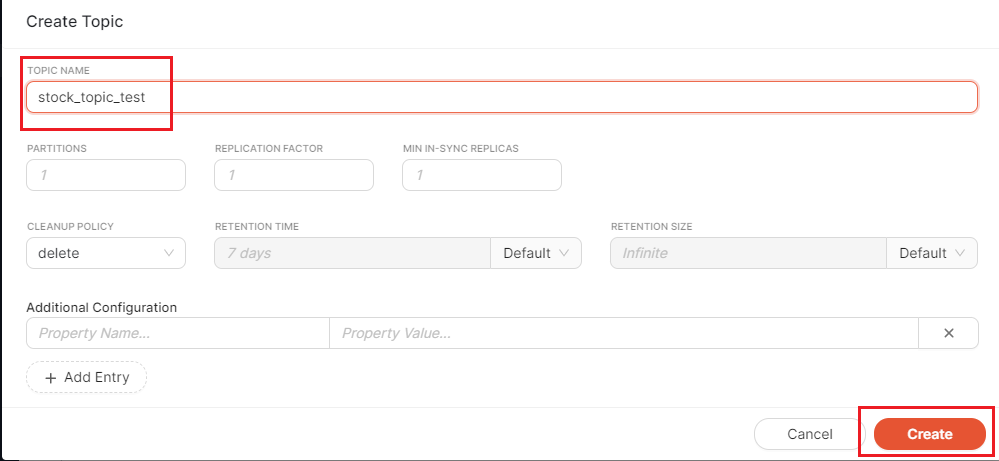 Create Topic
TOPIC NAME
stock_topic_test
PARTITIONS REPLICATION FACTOR MIN IN-SYNC REPLICAS
1 1 1
CLEANUP POLICY RETENTION TIME RETENTION SIZE
delete 7 days Default Infinite Default
Additional Configuration
Property Name... Property Value... ×
+ Add Entry
Cancel Create